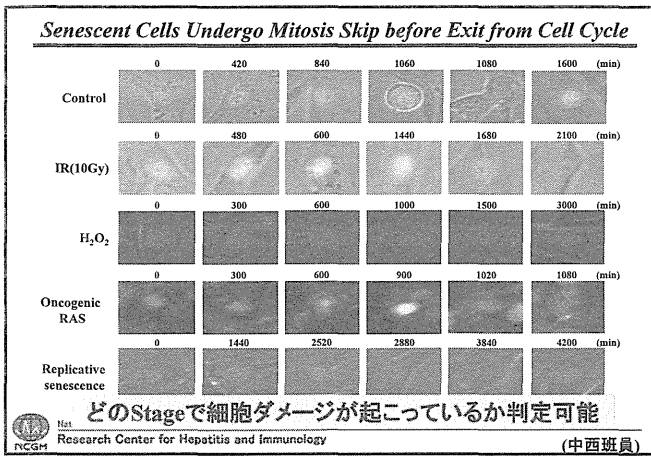 Senescent Cells Undergo Mitosis Skip before Exit from Cell Cycle
0 420 840 1060 1080 1600 (min)
Control
0 480 600 1440 1680 2100 (min)
IR(10Gy)
0 300 600 1000 1500 3000 (min)
H₂O₂
0 300 600 900 1020 1080 (min)
Oncogenic
RAS
0 1440 2520 2880 3840 4200 (min)
Replicative
senescence
どのStageで細胞ダメージが起こっているか判定可能
Nat
Research Center for Hepatitis and Immunology
NCGM
(中西班員)